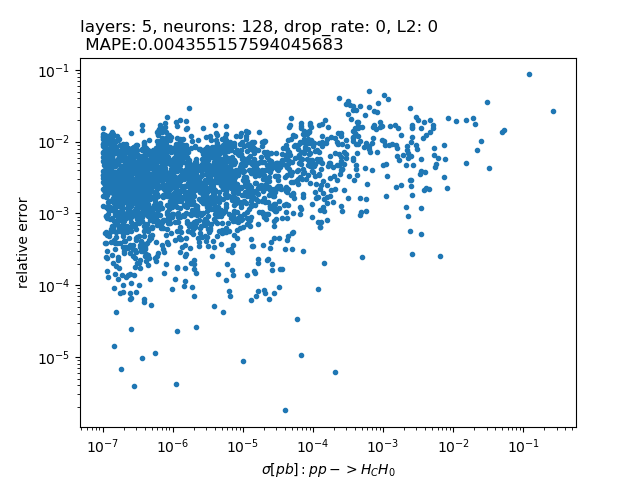 layers: 5, neurons: 128, drop_rate: 0, L2: 0
MAPE:0.004355157594045683
10⁻¹
10⁻²
10⁻³
10⁻⁴
10⁻⁵
relative error
10⁻⁷ 10⁻⁶ 10⁻⁵ 10⁻⁴ 10⁻³ 10⁻² 10⁻¹
σ[pb] : pp − > H_CH_0